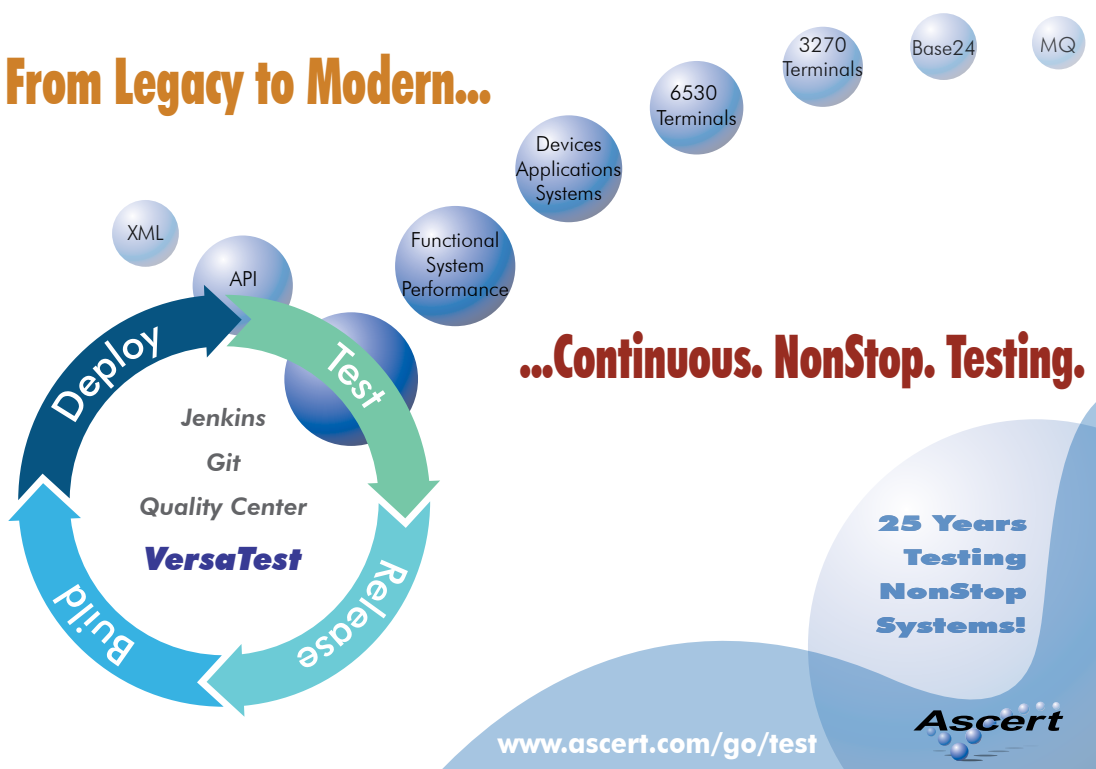 From Legacy to Modern...
XML
API
Functional
System
Performance
Devices
Applications
Systems
6530
Terminals
3270
Terminals
Base24
MQ
...Continuous. NonStop. Testing.
Deploy
Test
Release
Build
Jenkins
Git
Quality Center
VersaTest
25 Years
Testing
NonStop
Systems!
www.ascert.com/go/test
Ascert